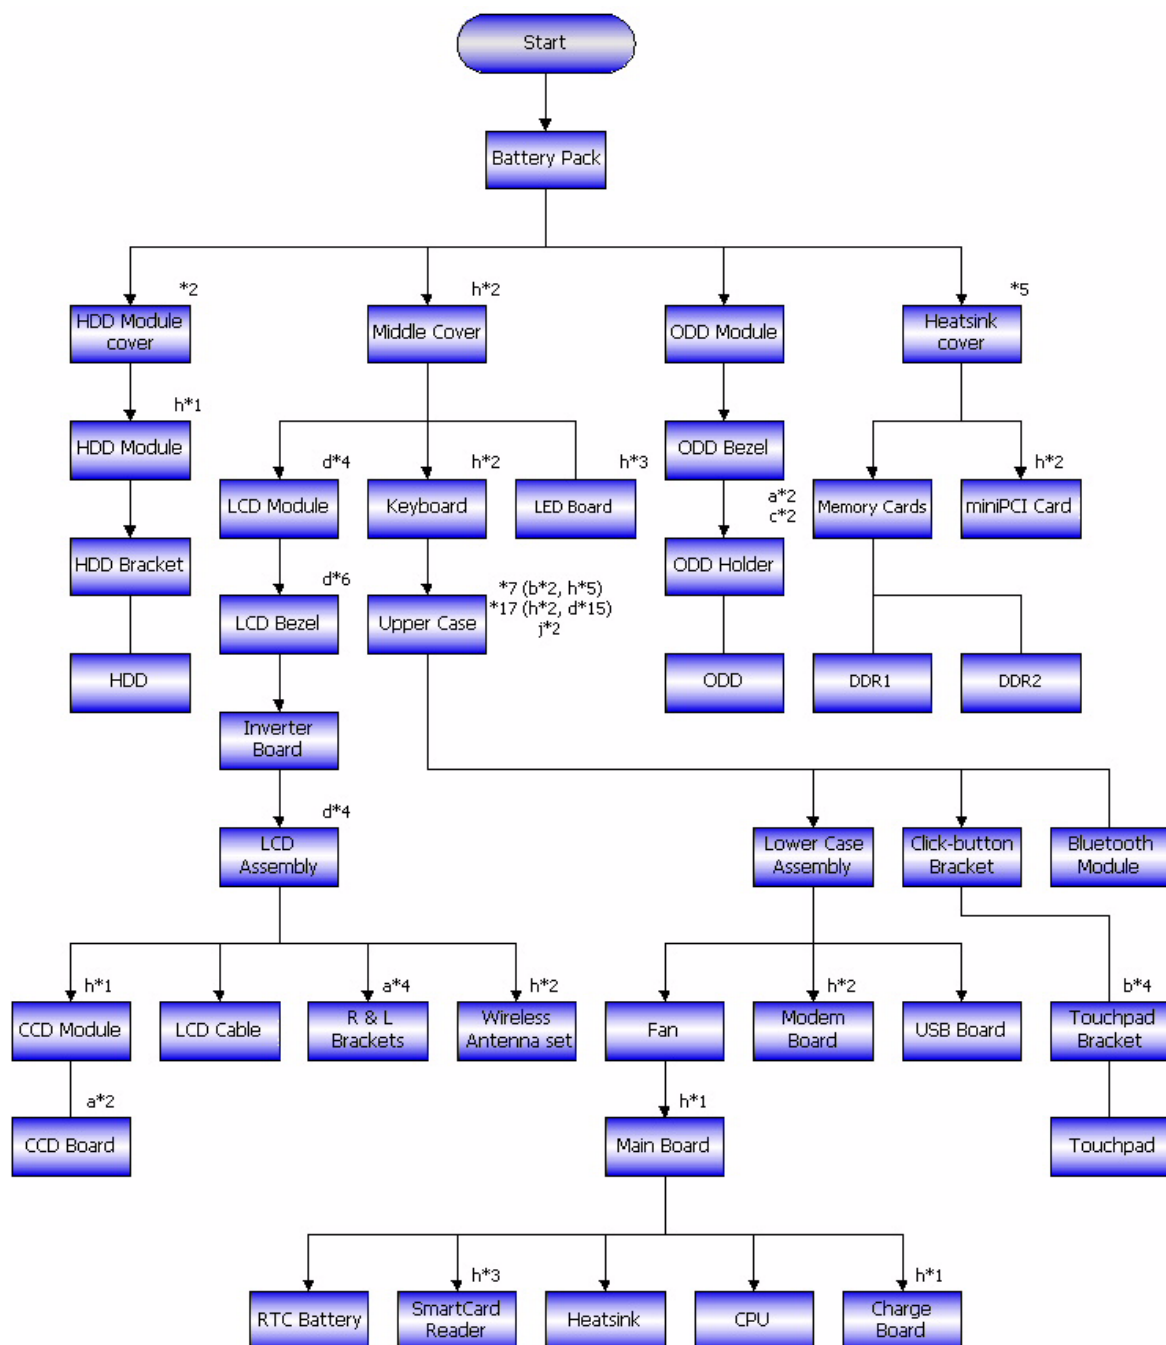 Start
Battery Pack
*2
HDD Module
cover
h*2
Middle Cover
ODD Module
*5
Heatsink
cover
h*1
HDD Module
ODD Bezel
d*4
LCD Module
h*2
Keyboard
h*3
LED Board
a*2
c*2
Memory Cards
h*2
miniPCI Card
HDD Bracket
ODD Holder
d*6
LCD Bezel
*7 (b*2, h*5)
*17 (h*2, d*15)
j*2
Upper Case
HDD
ODD
DDR1
DDR2
Inverter
Board
d*4
LCD
Assembly
Lower Case
Assembly
Click-button
Bracket
Bluetooth
Module
h*1
CCD Module
LCD Cable
a*4
R & L
Brackets
h*2
Wireless
Antenna set
Fan
h*2
Modem
Board
USB Board
b*4
Touchpad
Bracket
a*2
CCD Board
h*1
Main Board
Touchpad
RTC Battery
h*3
SmartCard
Reader
Heatsink
CPU
h*1
Charge
Board